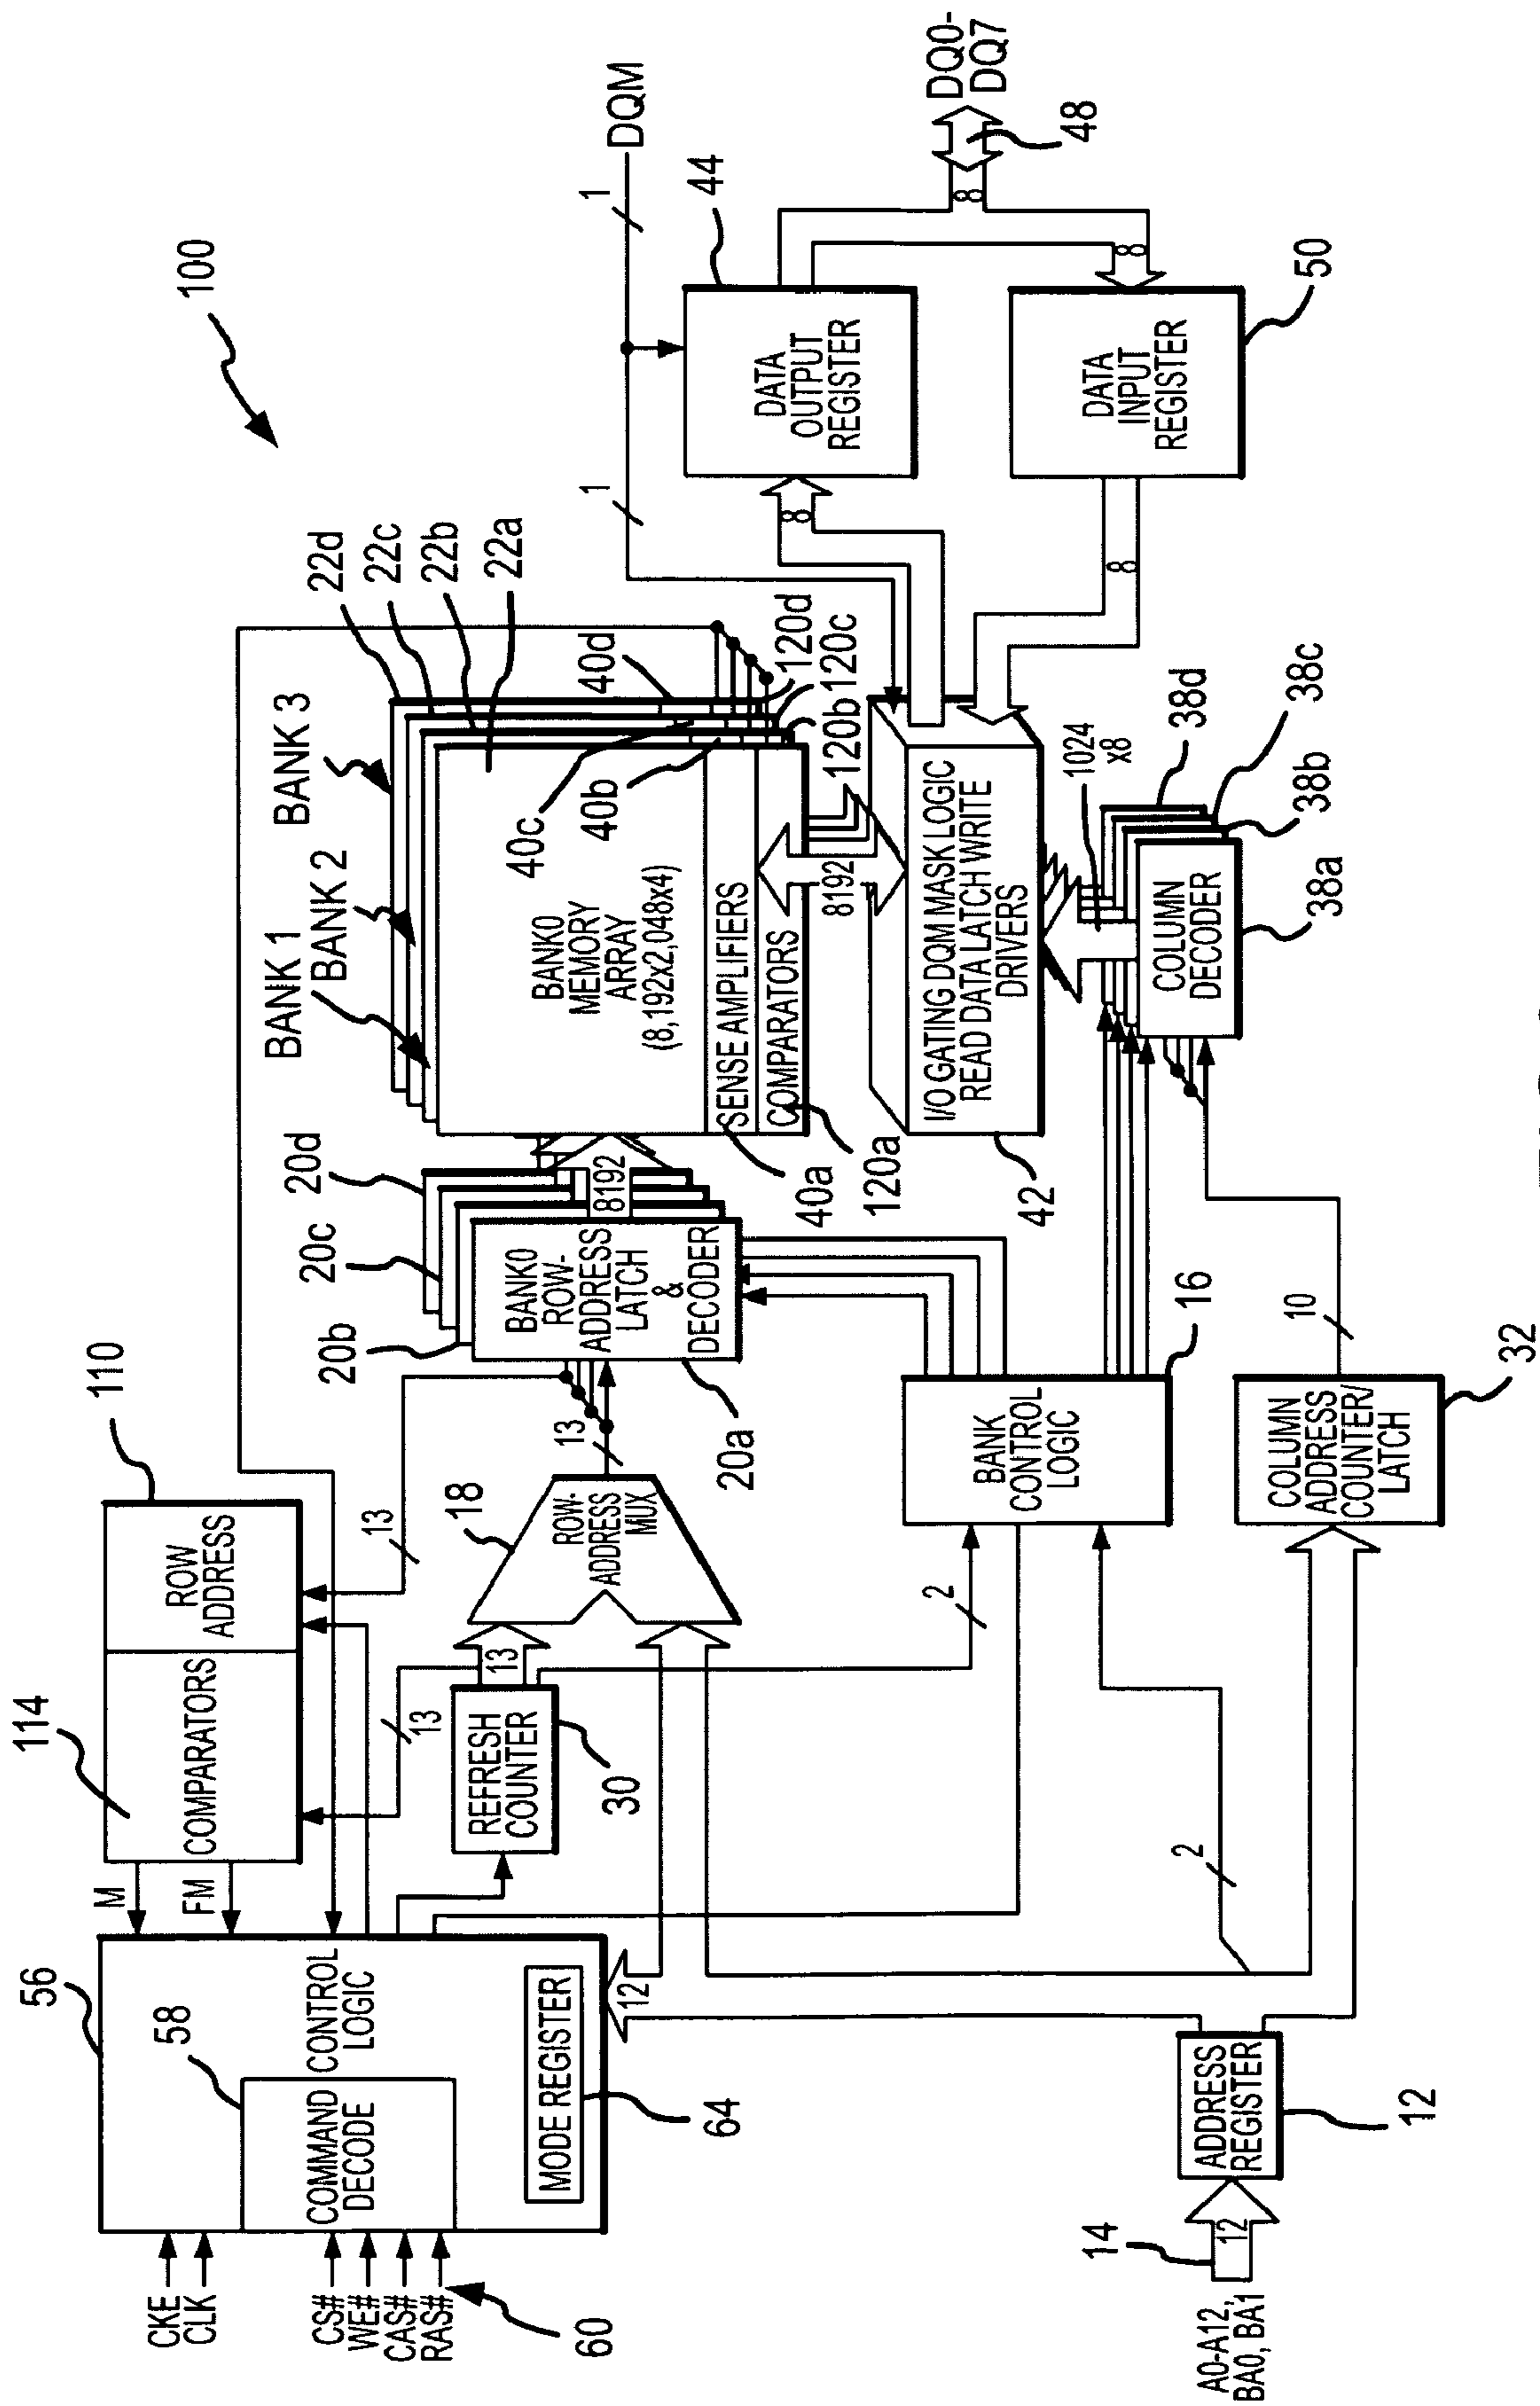 100
CKE
CLK
CS#
WE#
CAS#
RAS#
60
56
58
COMMAND
DECODE
CONTROL
LOGIC
MODE REGISTER
64
M
FM
114
COMPARATORS
ROW
ADDRESS
110
13
13
REFRESH
COUNTER
30
13
18
ROW-
ADDRESS
MUX
13
20a
20b
20c
20d
BANK0
ROW-
ADDRESS
LATCH
&
DECODER
8192
BANK 1
BANK 2
BANK 3
22d
22c
22b
22a
BANK0
MEMORY
ARRAY
(8,192x2,048x4)
SENSE AMPLIFIERS
COMPARATORS
40a
120a
40c
40b
40d
120d
120c
120b
8192
I/O GATING DQM MASK LOGIC
READ DATA LATCH WRITE
DRIVERS
42
1024
x8
COLUMN
DECODER
38a
38b
38c
38d
1
1
DQM
44
DATA
OUTPUT
REGISTER
8
8
DQ0-
DQ7
48
8
DATA
INPUT
REGISTER
50
8
2
BANK
CONTROL
LOGIC
16
2
12
COLUMN
ADDRESS
COUNTER/
LATCH
32
10
ADDRESS
REGISTER
12
14
12
A0-A12,
BA0, BA1